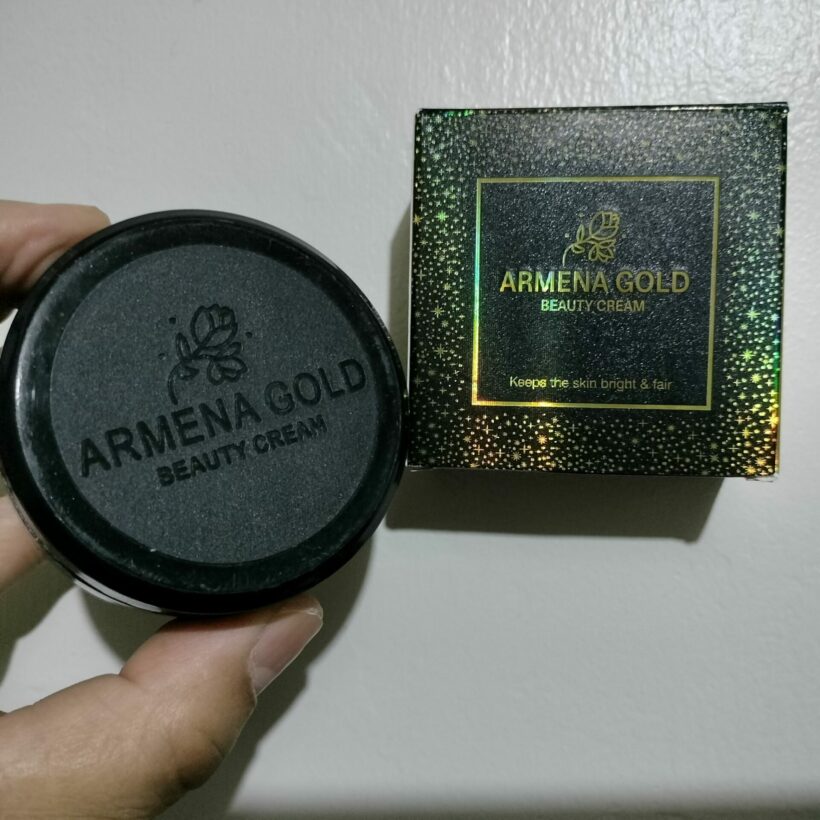 ARMENA GOLD
BEAUTY CREAM
ARMENA GOLD
BEAUTY CREAM
Keeps the skin bright & fair